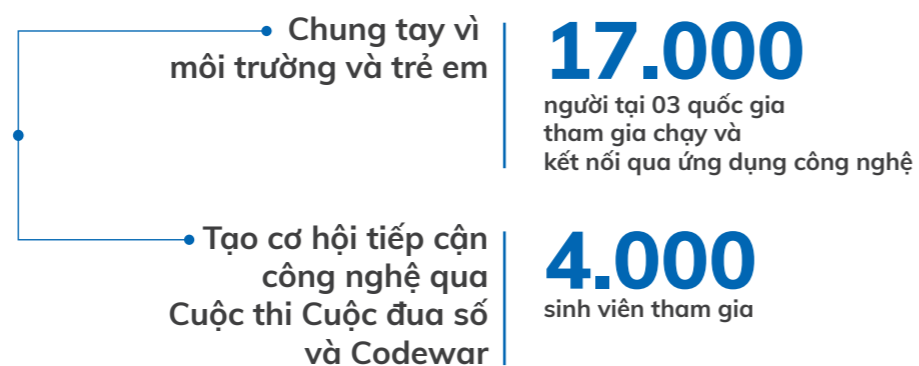 Chung tay vì
môi trường và trẻ em
17.000
người tại 03 quốc gia
tham gia chạy và
kết nối qua ứng dụng công nghệ
Tạo cơ hội tiếp cận
công nghệ qua
Cuộc thi Cuộc đua số
và Codewar
4.000
sinh viên tham gia